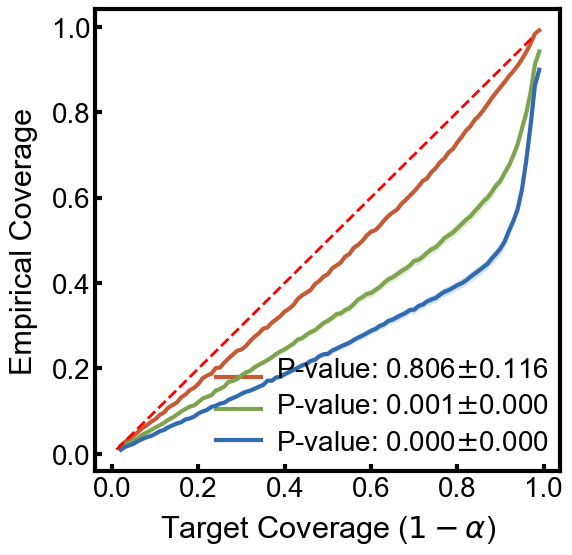 Empirical Coverage
1.0
0.8
0.6
0.4
0.2
0.0
P-value: 0.806±0.116
P-value: 0.001±0.000
P-value: 0.000±0.000
0.0 0.2 0.4 0.6 0.8 1.0
Target Coverage (1 − α)